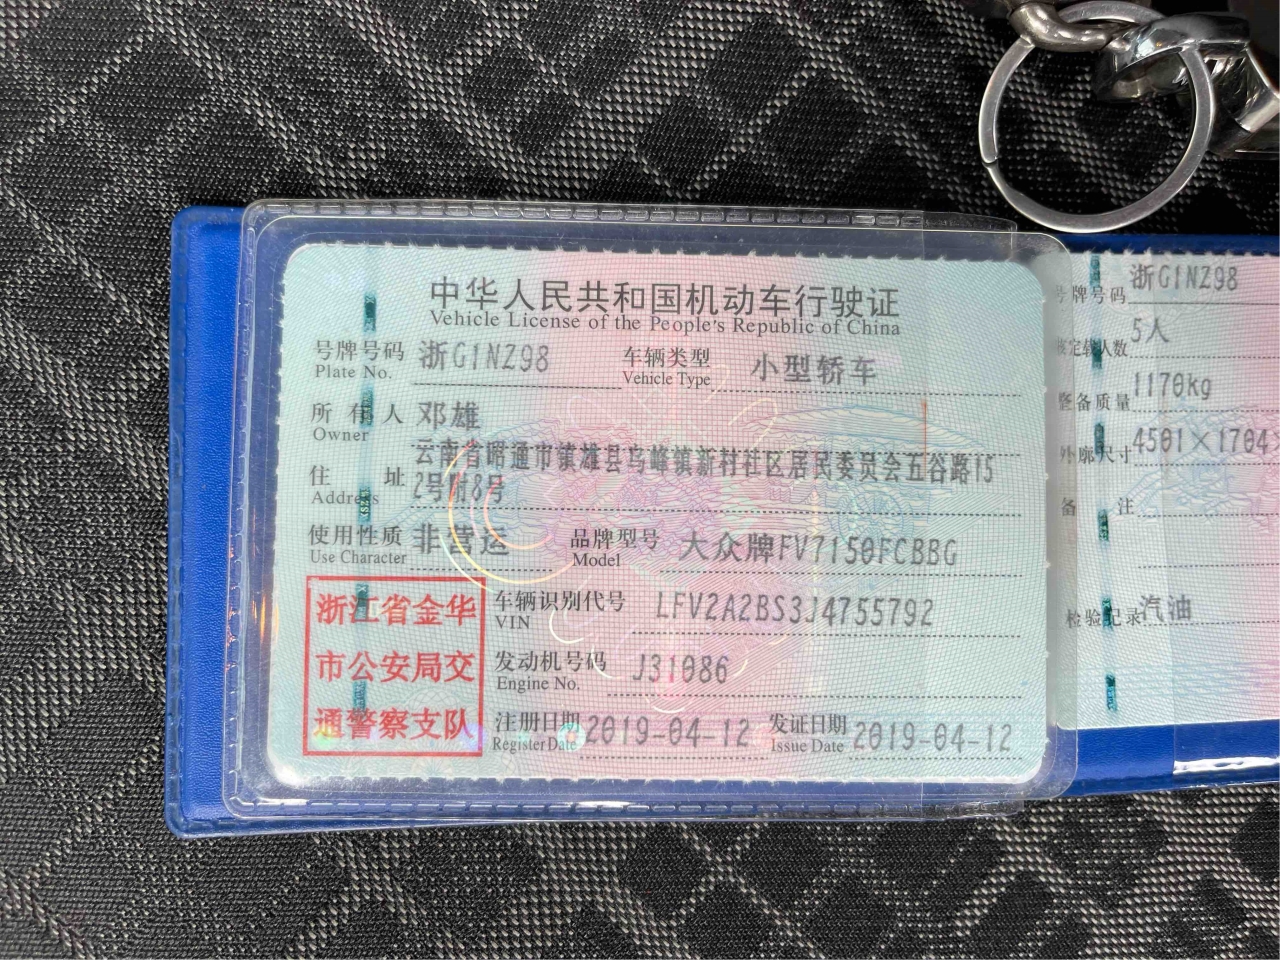 中华人民共和国机动车行驶证
Vehicle License of the People's Republic of China
号牌号码 浙G1NZ98 车辆类型 小型轿车
Plate No. Vehicle Type
所有人 邓雄
Owner
云南省昭通市镇雄县乌峰镇新村社区居民委员会五谷路15
住址 2号附8号
Address
使用性质 非营运 品牌型号 大众牌FV7150FCBBG
Use Character Model
浙江省金华
市公安局交
通警察支队
车辆识别代号 LFV2A2BS3J4755792
VIN
发动机号码 J31086
Engine No.
注册日期 2019-04-12 发证日期 2019-04-12
Register Date Issue Date
号牌号码 浙G1NZ98
核定载人数 5人
整备质量 1170kg
外廓尺寸 4501×1704
备注
检验记录 汽油